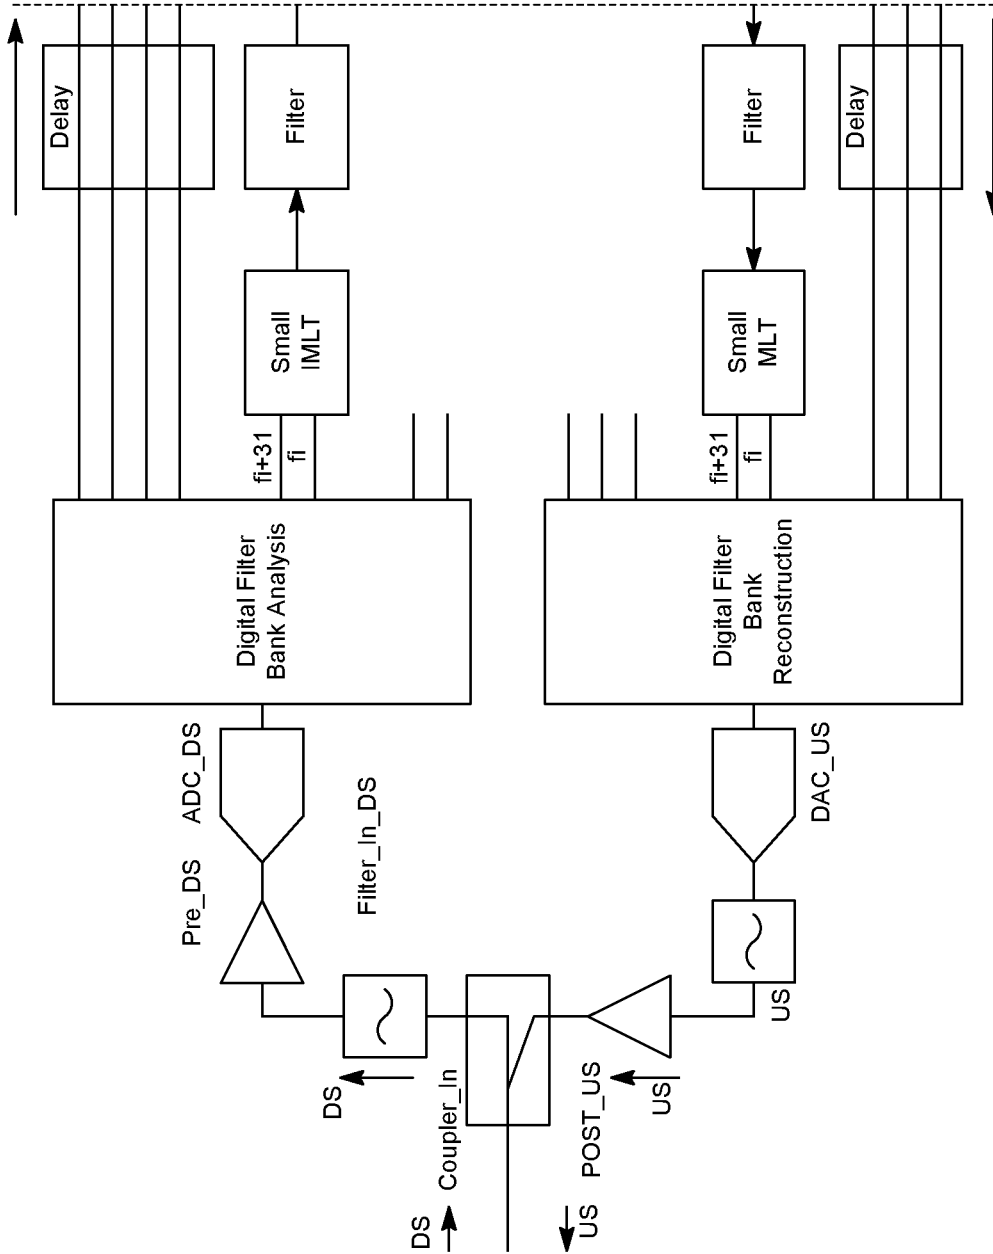 Delay
Filter
Filter
Delay
Small
IMLT
Small
MLT
fi+31
fi
fi+31
fi
Digital Filter
Bank Analysis
Digital Filter
Bank
Reconstruction
ADC_DS
DAC_US
Pre_DS
Filter_In_DS
US
DS
Coupler_In
POST_US
US
DS
US